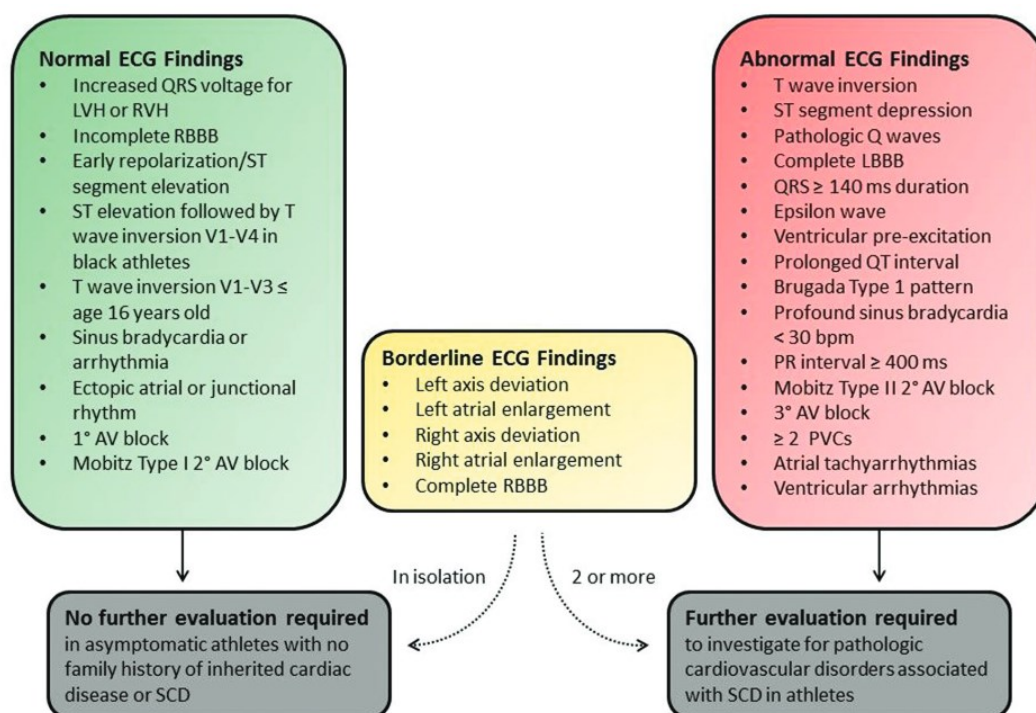 Normal ECG Findings
• Increased QRS voltage for
LVH or RVH
• Incomplete RBBB
• Early repolarization/ST
segment elevation
• ST elevation followed by T
wave inversion V1-V4 in
black athletes
• T wave inversion V1-V3 ≤
age 16 years old
• Sinus bradycardia or
arrhythmia
• Ectopic atrial or junctional
rhythm
• 1° AV block
• Mobitz Type I 2° AV block
Borderline ECG Findings
• Left axis deviation
• Left atrial enlargement
• Right axis deviation
• Right atrial enlargement
• Complete RBBB
Abnormal ECG Findings
• T wave inversion
• ST segment depression
• Pathologic Q waves
• Complete LBBB
• QRS ≥ 140 ms duration
• Epsilon wave
• Ventricular pre-excitation
• Prolonged QT interval
• Brugada Type 1 pattern
• Profound sinus bradycardia
< 30 bpm
• PR interval ≥ 400 ms
• Mobitz Type II 2° AV block
• 3° AV block
• ≥ 2 PVCs
• Atrial tachyarrhythmias
• Ventricular arrhythmias
In isolation
2 or more
No further evaluation required
in asymptomatic athletes with no
family history of inherited cardiac
disease or SCD
Further evaluation required
to investigate for pathologic
cardiovascular disorders associated
with SCD in athletes